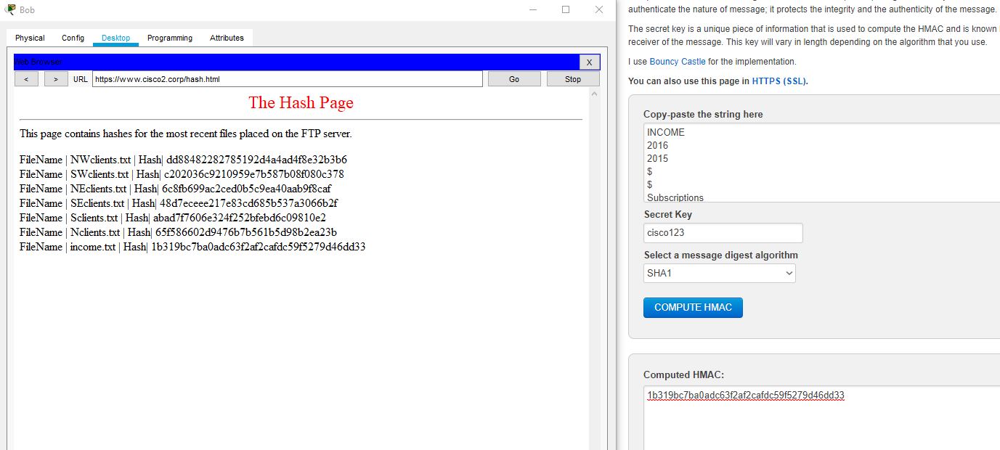 Bob
Physical Config Desktop Programming Attributes
Web Browser X
< > URL https://www.cisco2.corp/hash.html Go Stop
The Hash Page
This page contains hashes for the most recent files placed on the FTP server.
FileName | NWclients.txt | Hash| dd88482282785192d4a4ad4f8e32b3b6
FileName | SWclients.txt | Hash| c202036c9210959e7b587b08f080c378
FileName | NEclients.txt | Hash| 6c8fb699ac2ced0b5c9ea40aab9f8caf
FileName | SEclients.txt | Hash| 48d7eceee217e83cd685b537a3066b2f
FileName | Sclients.txt | Hash| abad7f7606e324f252bfebd6c09810e2
FileName | Nclients.txt | Hash| 65f586602d9476b7b561b5d98b2ea23b
FileName | income.txt | Hash| 1b319bc7ba0adc63f2af2cafdc59f5279d46dd33
authenticate the nature of message; it protects the integrity and the authenticity of the message.
The secret key is a unique piece of information that is used to compute the HMAC and is known
receiver of the message. This key will vary in length depending on the algorithm that you use.
I use Bouncy Castle for the implementation.
You can also use this page in HTTPS (SSL).
Copy-paste the string here
INCOME
2016
2015
$
$
Subscriptions
Secret Key
cisco123
Select a message digest algorithm
SHA1
COMPUTE HMAC
Computed HMAC:
1b319bc7ba0adc63f2af2cafdc59f5279d46dd33